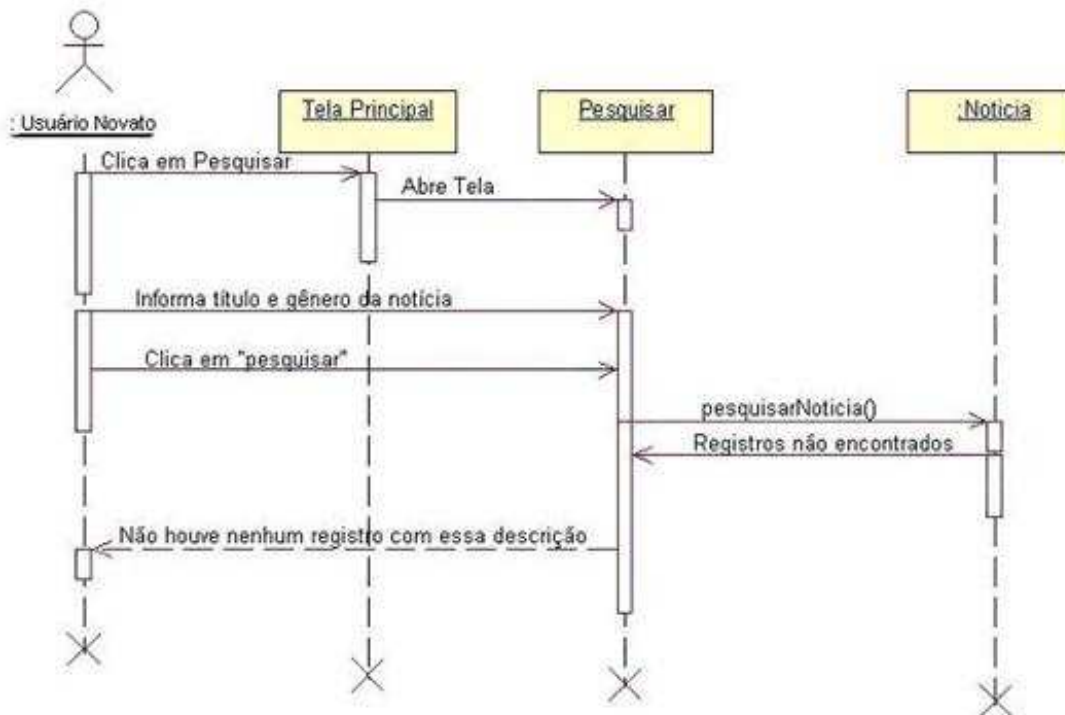 : Usuário Novato
Tela Principal
Pesquisar
:Noticia
Clica em Pesquisar
Abre Tela
Informa título e gênero da notícia
Clica em "pesquisar"
pesquisarNoticia()
Registros não encontrados
Não houve nenhum registro com essa descrição